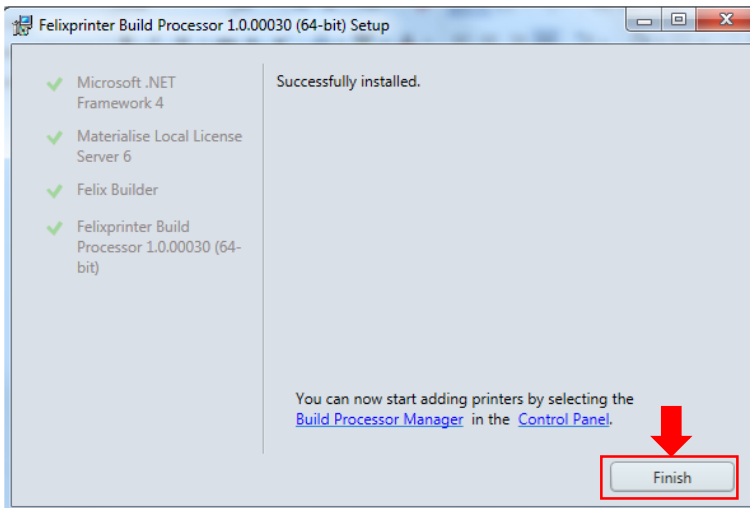 Felixprinter Build Processor 1.0.00030 (64-bit) Setup
Microsoft .NET
Framework 4
Materialise Local License
Server 6
Felix Builder
Felixprinter Build
Processor 1.0.00030 (64-
bit)
Successfully installed.
You can now start adding printers by selecting the
Build Processor Manager in the Control Panel.
Finish